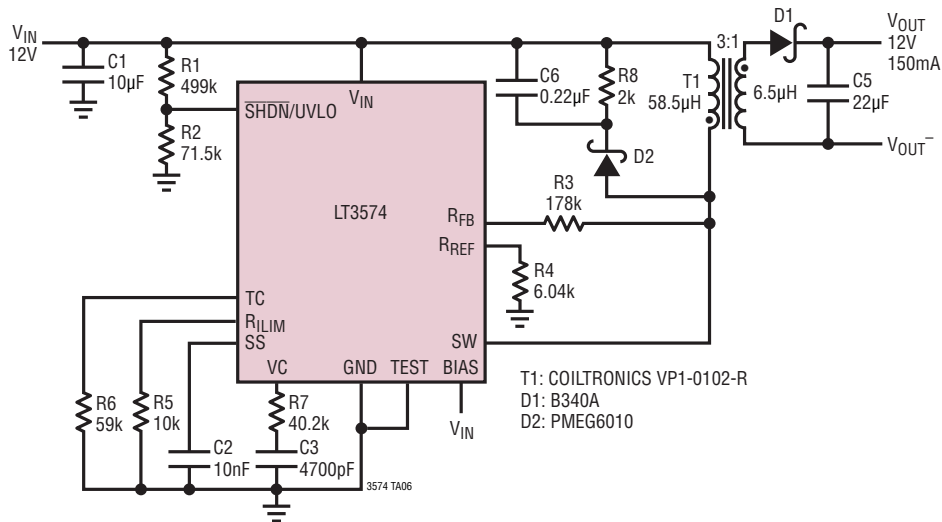 VIN
12V
C1
10µF
R1
499k
R2
71.5k
SHDN/UVLO
VIN
LT3574
RFB
RREF
SW
TC
RILIM
SS
VC
GND
TEST
BIAS
VIN
C6
0.22µF
R8
2k
D2
R3
178k
R4
6.04k
3:1
T1
58.5µH
6.5µH
D1
C5
22µF
VOUT
12V
150mA
VOUT–
R6
59k
R5
10k
C2
10nF
R7
40.2k
C3
4700pF
3574 TA06
T1: COILTRONICS VP1-0102-R
D1: B340A
D2: PMEG6010